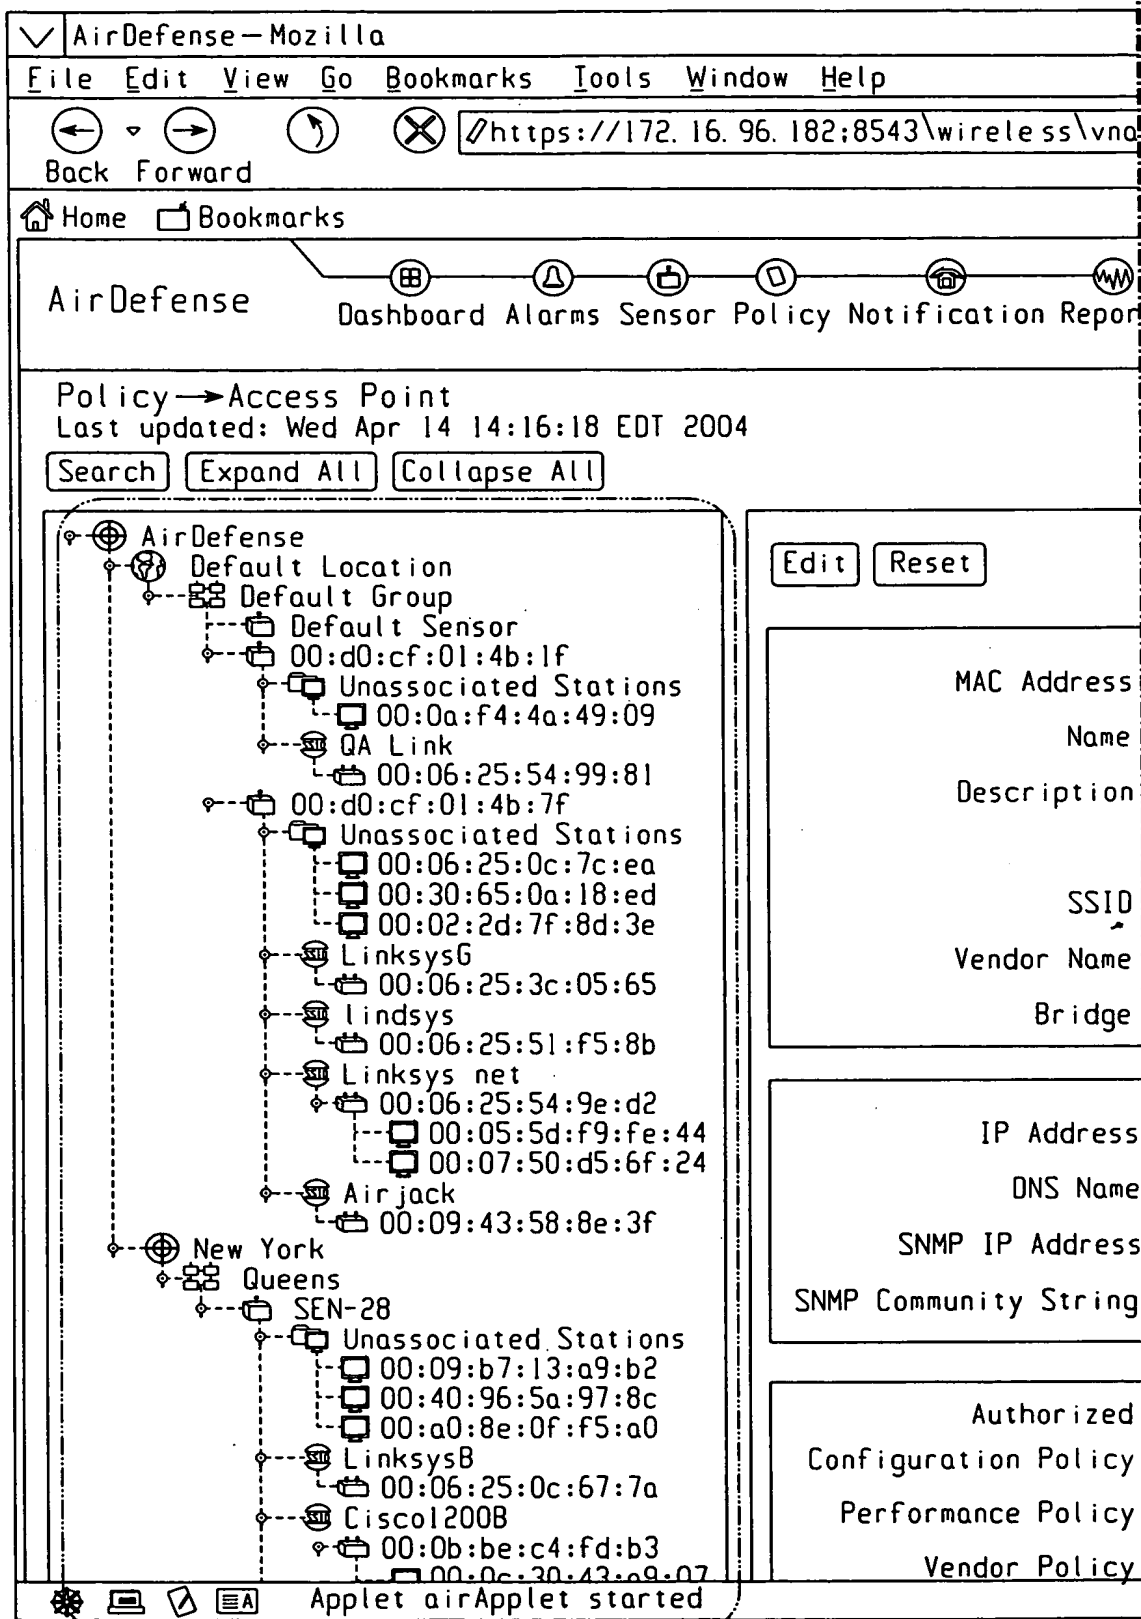 AirDefense—Mozilla
File Edit View Go Bookmarks Tools Window Help
https://172.16.96.182:8543\wireless\vna
Back Forward
Home Bookmarks
AirDefense
Dashboard Alarms Sensor Policy Notification Repor
Policy→Access Point
Last updated: Wed Apr 14 14:16:18 EDT 2004
Search Expand All Collapse All
AirDefense
Default Location
Default Group
Default Sensor
00:d0:cf:01:4b:1f
Unassociated Stations
00:0a:f4:4a:49:09
QA Link
00:06:25:54:99:81
00:d0:cf:01:4b:7f
Unassociated Stations
00:06:25:0c:7c:ea
00:30:65:0a:18:ed
00:02:2d:7f:8d:3e
LinksysG
00:06:25:3c:05:65
lindsys
00:06:25:51:f5:8b
Linksys net
00:06:25:54:9e:d2
00:05:5d:f9:fe:44
00:07:50:d5:6f:24
Airjack
00:09:43:58:8e:3f
New York
Queens
SEN-28
Unassociated Stations
00:09:b7:13:a9:b2
00:40:96:5a:97:8c
00:a0:8e:0f:f5:a0
LinksysB
00:06:25:0c:67:7a
Cisco1200B
00:0b:be:c4:fd:b3
00:0c:30:43:a9:07
Edit Reset
MAC Address
Name
Description
SSID
Vendor Name
Bridge
IP Address
DNS Name
SNMP IP Address
SNMP Community String
Authorized
Configuration Policy
Performance Policy
Vendor Policy
Applet airApplet started